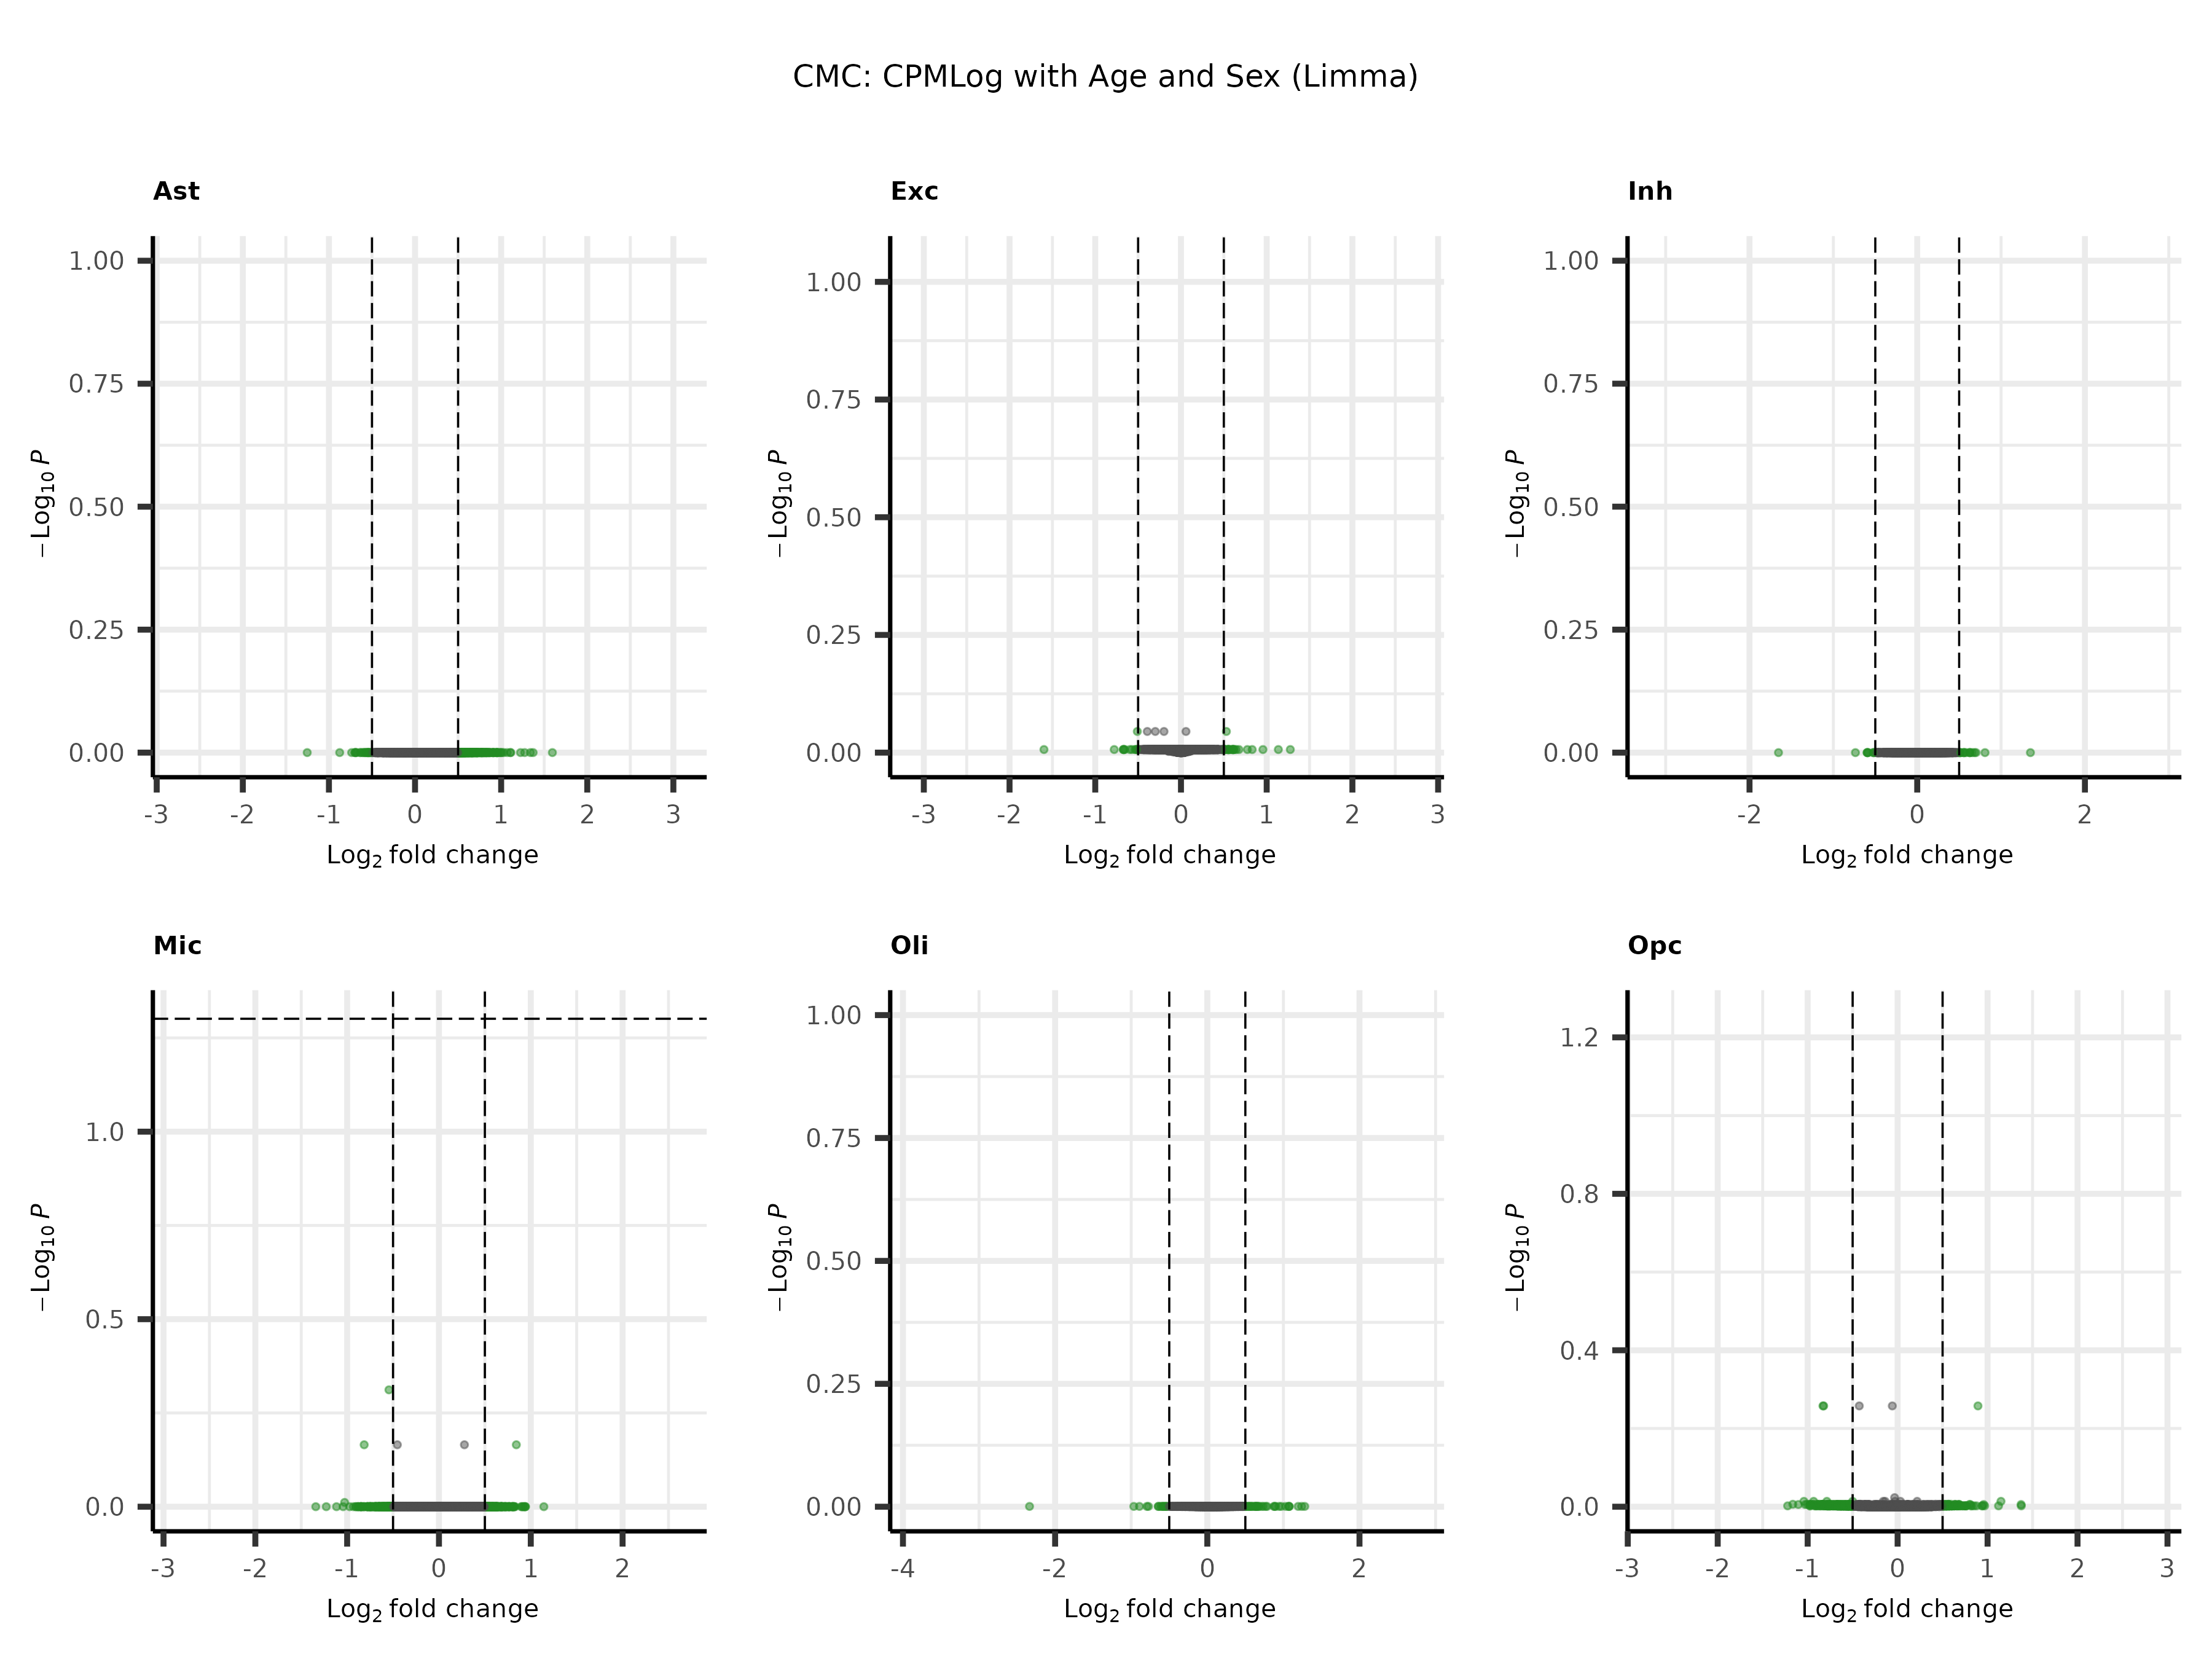 CMC: CPMLog with Age and Sex (Limma)
Ast
1.00
0.75
0.50
0.25
0.00
−Log10 P
-3 -2 -1 0 1 2 3
Log2 fold change
Exc
1.00
0.75
0.50
0.25
0.00
−Log10 P
-3 -2 -1 0 1 2 3
Log2 fold change
Inh
1.00
0.75
0.50
0.25
0.00
−Log10 P
-2 0 2
Log2 fold change
Mic
1.0
0.5
0.0
−Log10 P
-3 -2 -1 0 1 2
Log2 fold change
Oli
1.00
0.75
0.50
0.25
0.00
−Log10 P
-4 -2 0 2
Log2 fold change
Opc
1.2
0.8
0.4
0.0
−Log10 P
-3 -2 -1 0 1 2 3
Log2 fold change